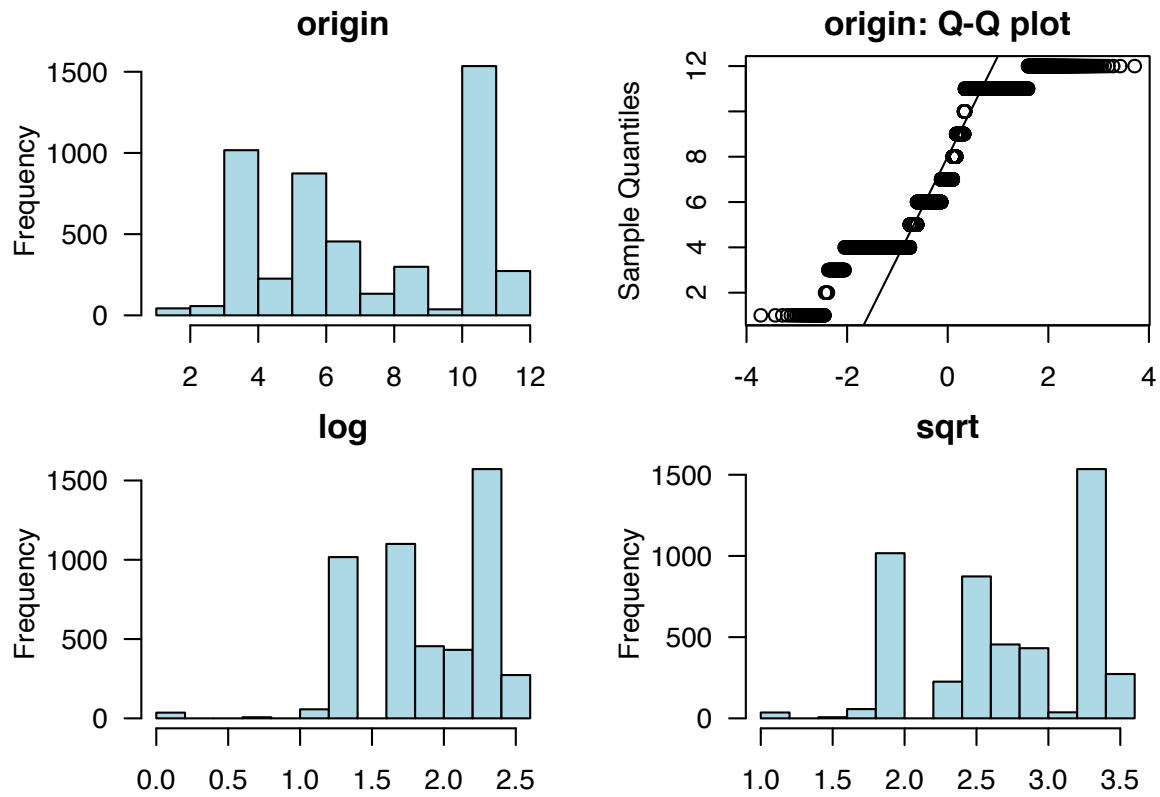 origin
Frequency
0 500 1000 1500
2 4 6 8 10 12
origin: Q-Q plot
Sample Quantiles
2 4 6 8 12
-4 -2 0 2 4
log
Frequency
0 500 1000 1500
0.0 0.5 1.0 1.5 2.0 2.5
sqrt
Frequency
0 500 1000 1500
1.0 1.5 2.0 2.5 3.0 3.5